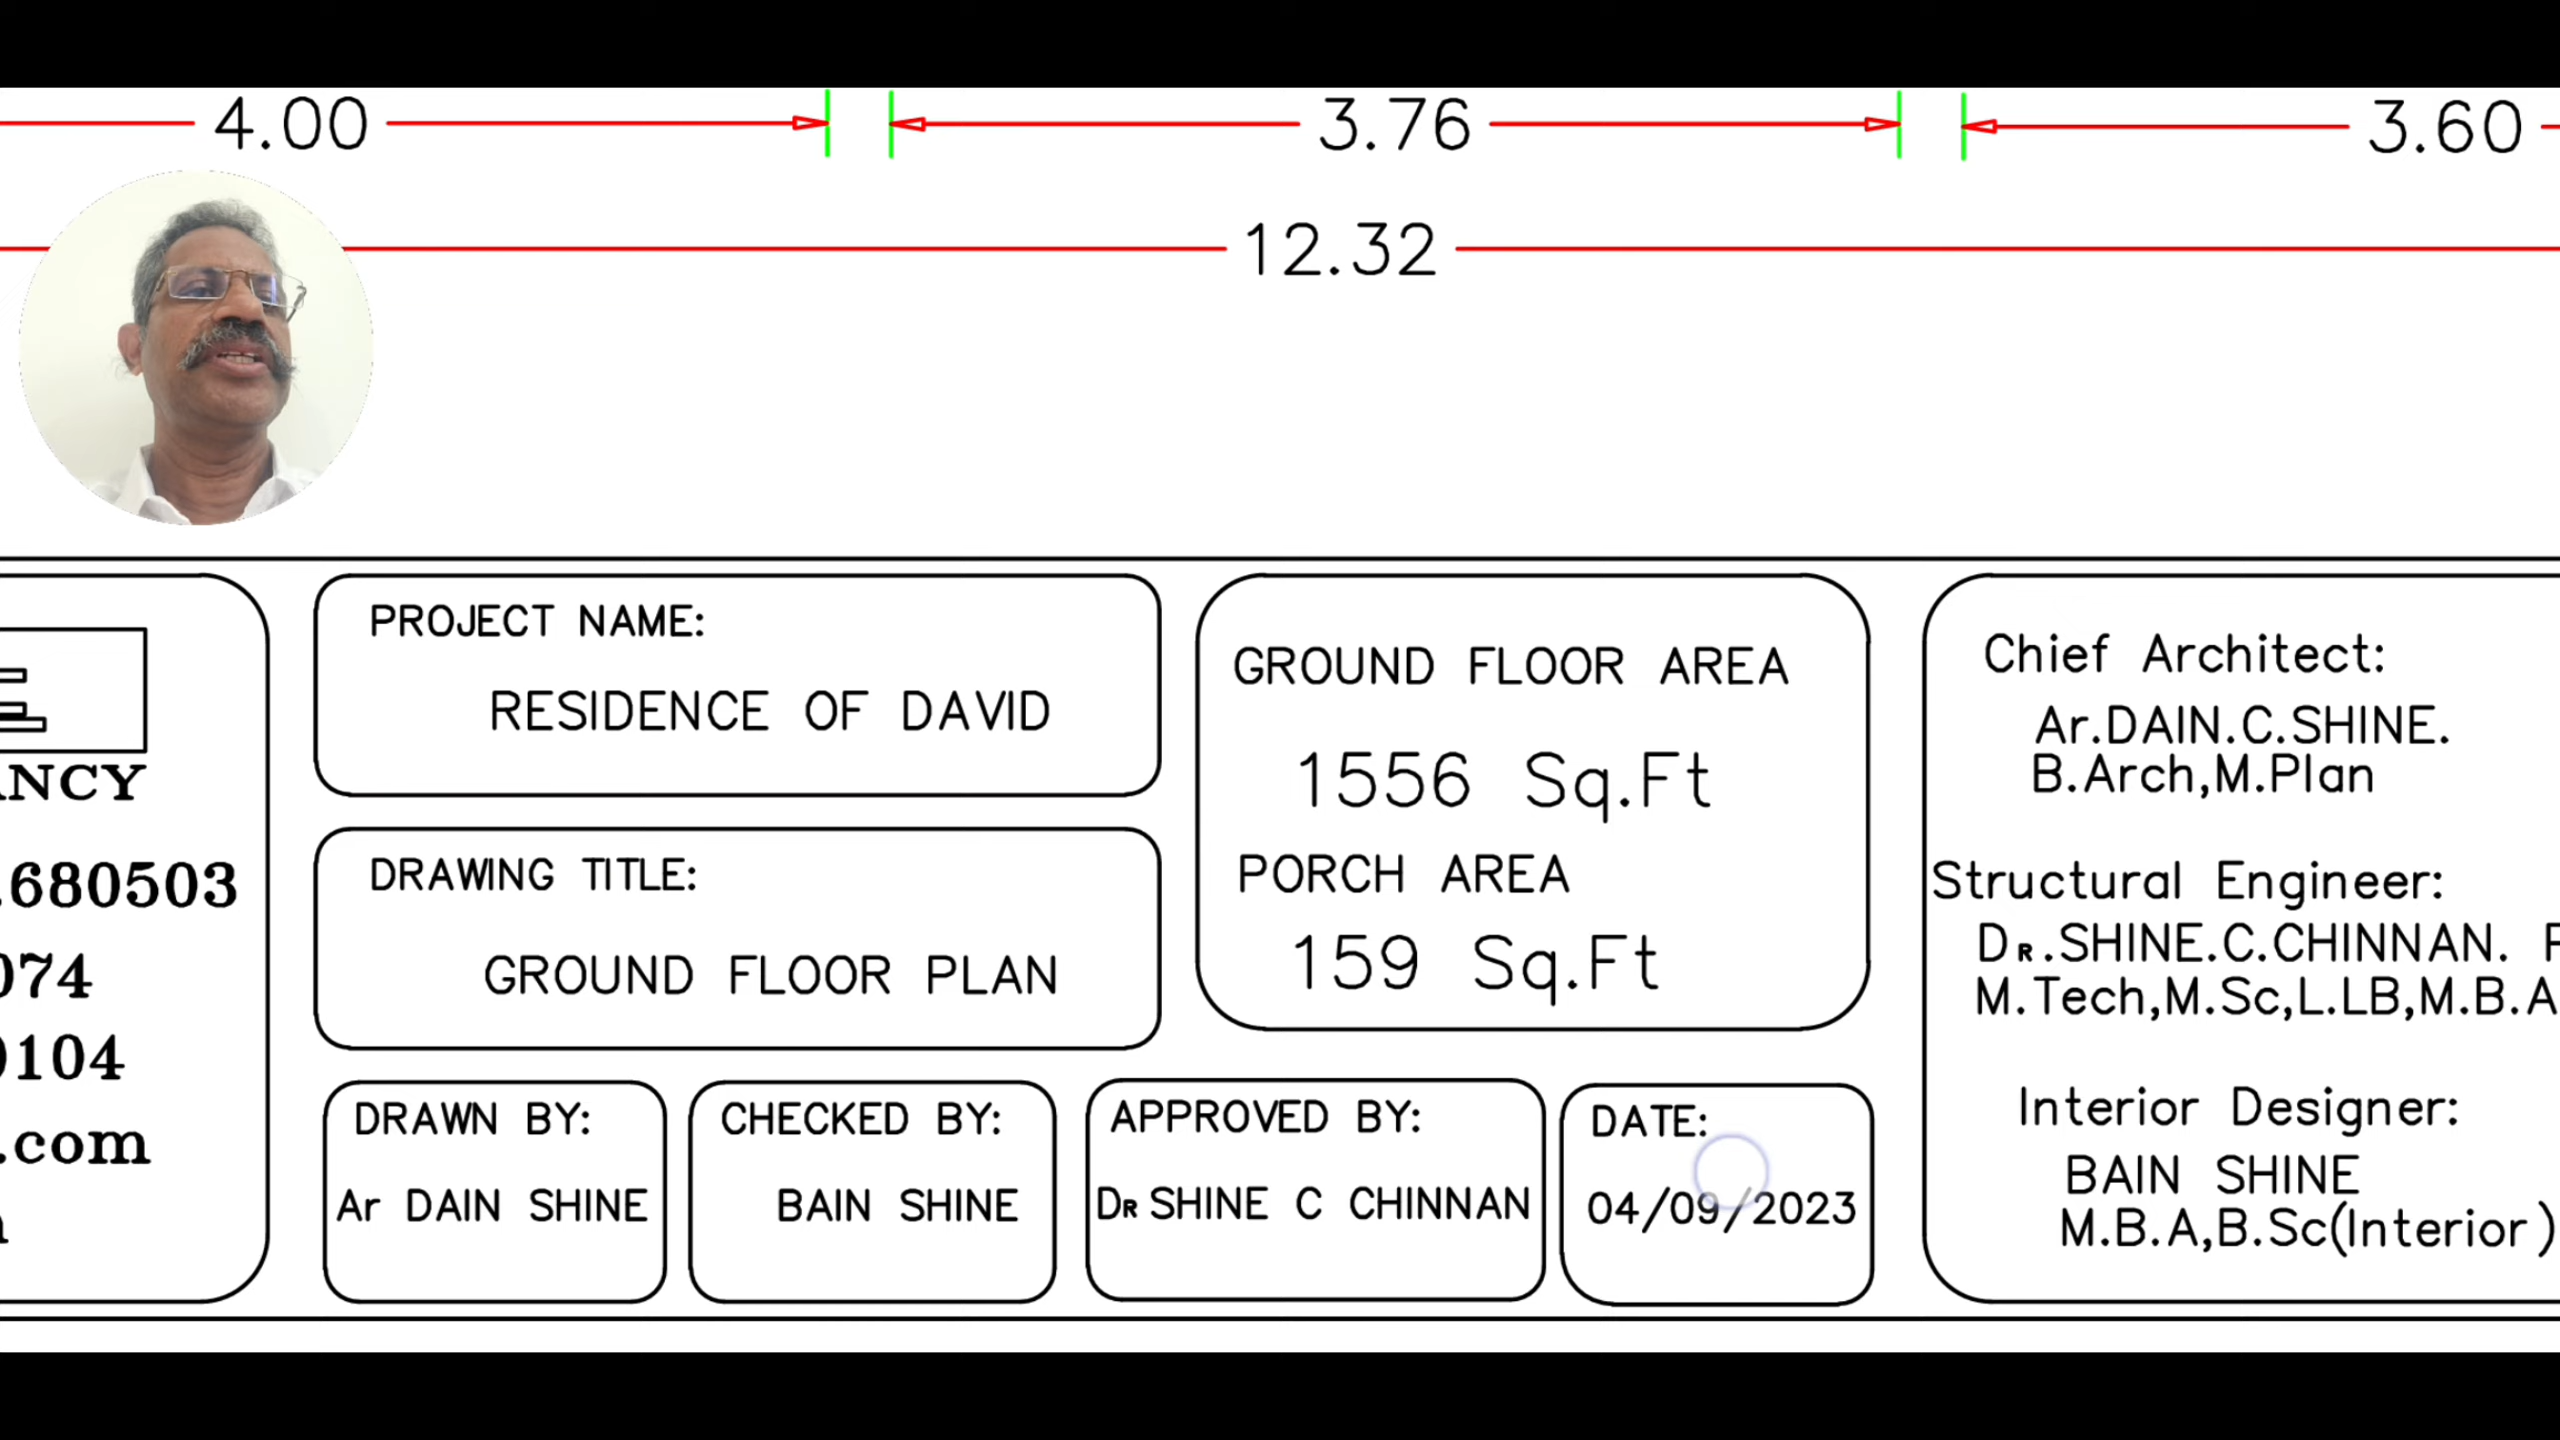 4.00 3.76 3.60
12.32
ANCY
.680503
074
0104
.com
PROJECT NAME:
RESIDENCE OF DAVID
DRAWING TITLE:
GROUND FLOOR PLAN
DRAWN BY:
Ar DAIN SHINE
CHECKED BY:
BAIN SHINE
APPROVED BY:
DR SHINE C CHINNAN
GROUND FLOOR AREA
1556 Sq.Ft
PORCH AREA
159 Sq.Ft
DATE:
04/09/2023
Chief Architect:
Ar.DAIN.C.SHINE.
B.Arch,M.Plan
Structural Engineer:
DR.SHINE.C.CHINNAN.
M.Tech,M.Sc,L.LB,M.B.A
Interior Designer:
BAIN SHINE
M.B.A,B.Sc(Interior)